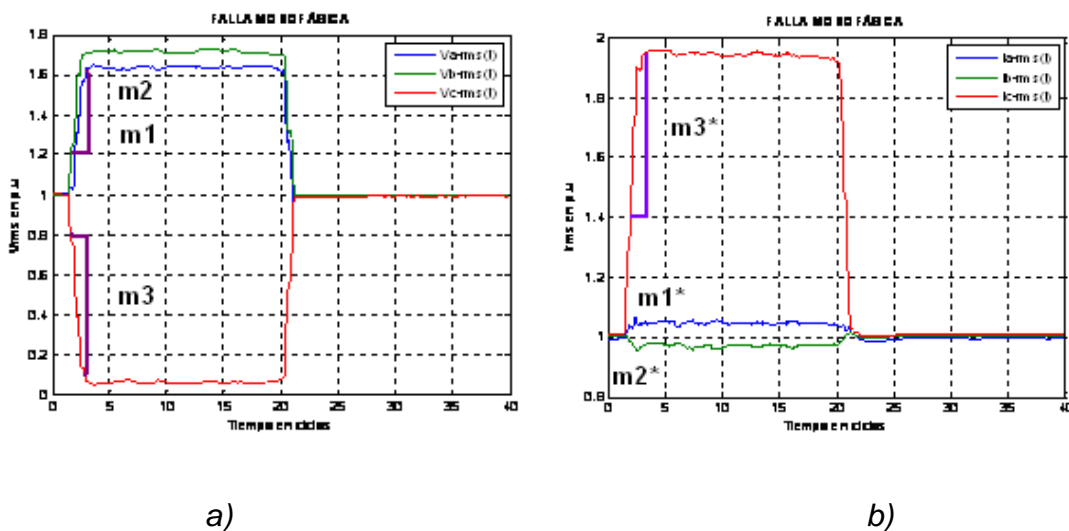 FALLA MONOFÁSICA
Vrms en p.u
1.8
1.6
1.4
1.2
1
0.8
0.6
0.4
0.2
0
0 5 10 15 20 25 30 35 40
Tiempo en ciclos
Va-rms(t)
Vb-rms(t)
Vc-rms(t)
m2
m1
m3
a)
FALLA MONOFÁSICA
Irms en p.u
2
1.8
1.6
1.4
1.2
1
0.8
0 5 10 15 20 25 30 35 40
Tiempo en ciclos
Ia-rms(t)
Ib-rms(t)
Ic-rms(t)
m3*
m1*
m2*
b)